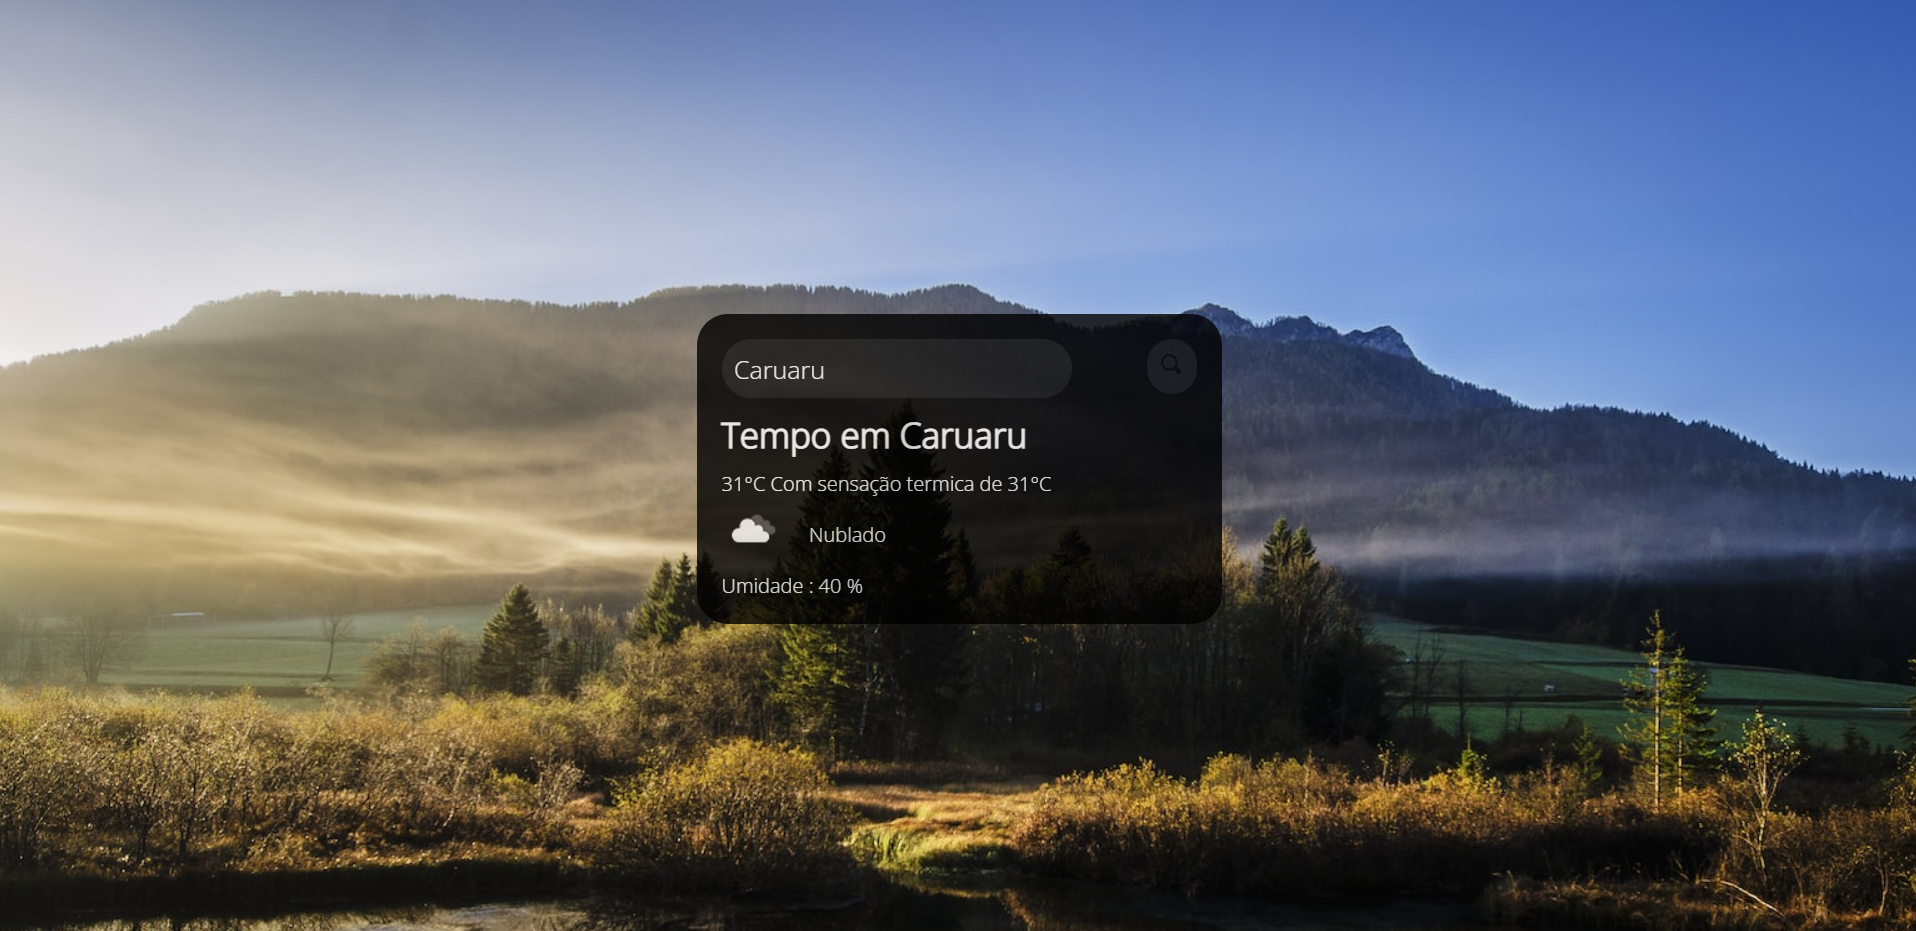 Caruaru
Tempo em Caruaru
31°C Com sensação termica de 31°C
Nublado
Umidade : 40 %